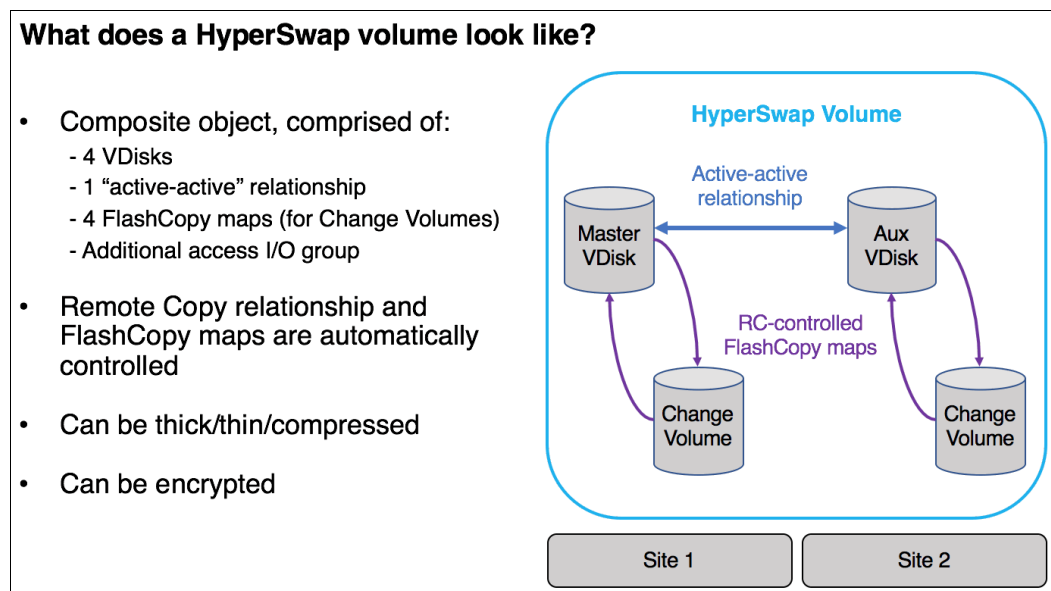 What does a HyperSwap volume look like?
• Composite object, comprised of:
- 4 VDisks
- 1 “active-active” relationship
- 4 FlashCopy maps (for Change Volumes)
- Additional access I/O group
• Remote Copy relationship and
FlashCopy maps are automatically
controlled
• Can be thick/thin/compressed
• Can be encrypted
HyperSwap Volume
Active-active
relationship
Master
VDisk
Aux
VDisk
RC-controlled
FlashCopy maps
Change
Volume
Change
Volume
Site 1
Site 2